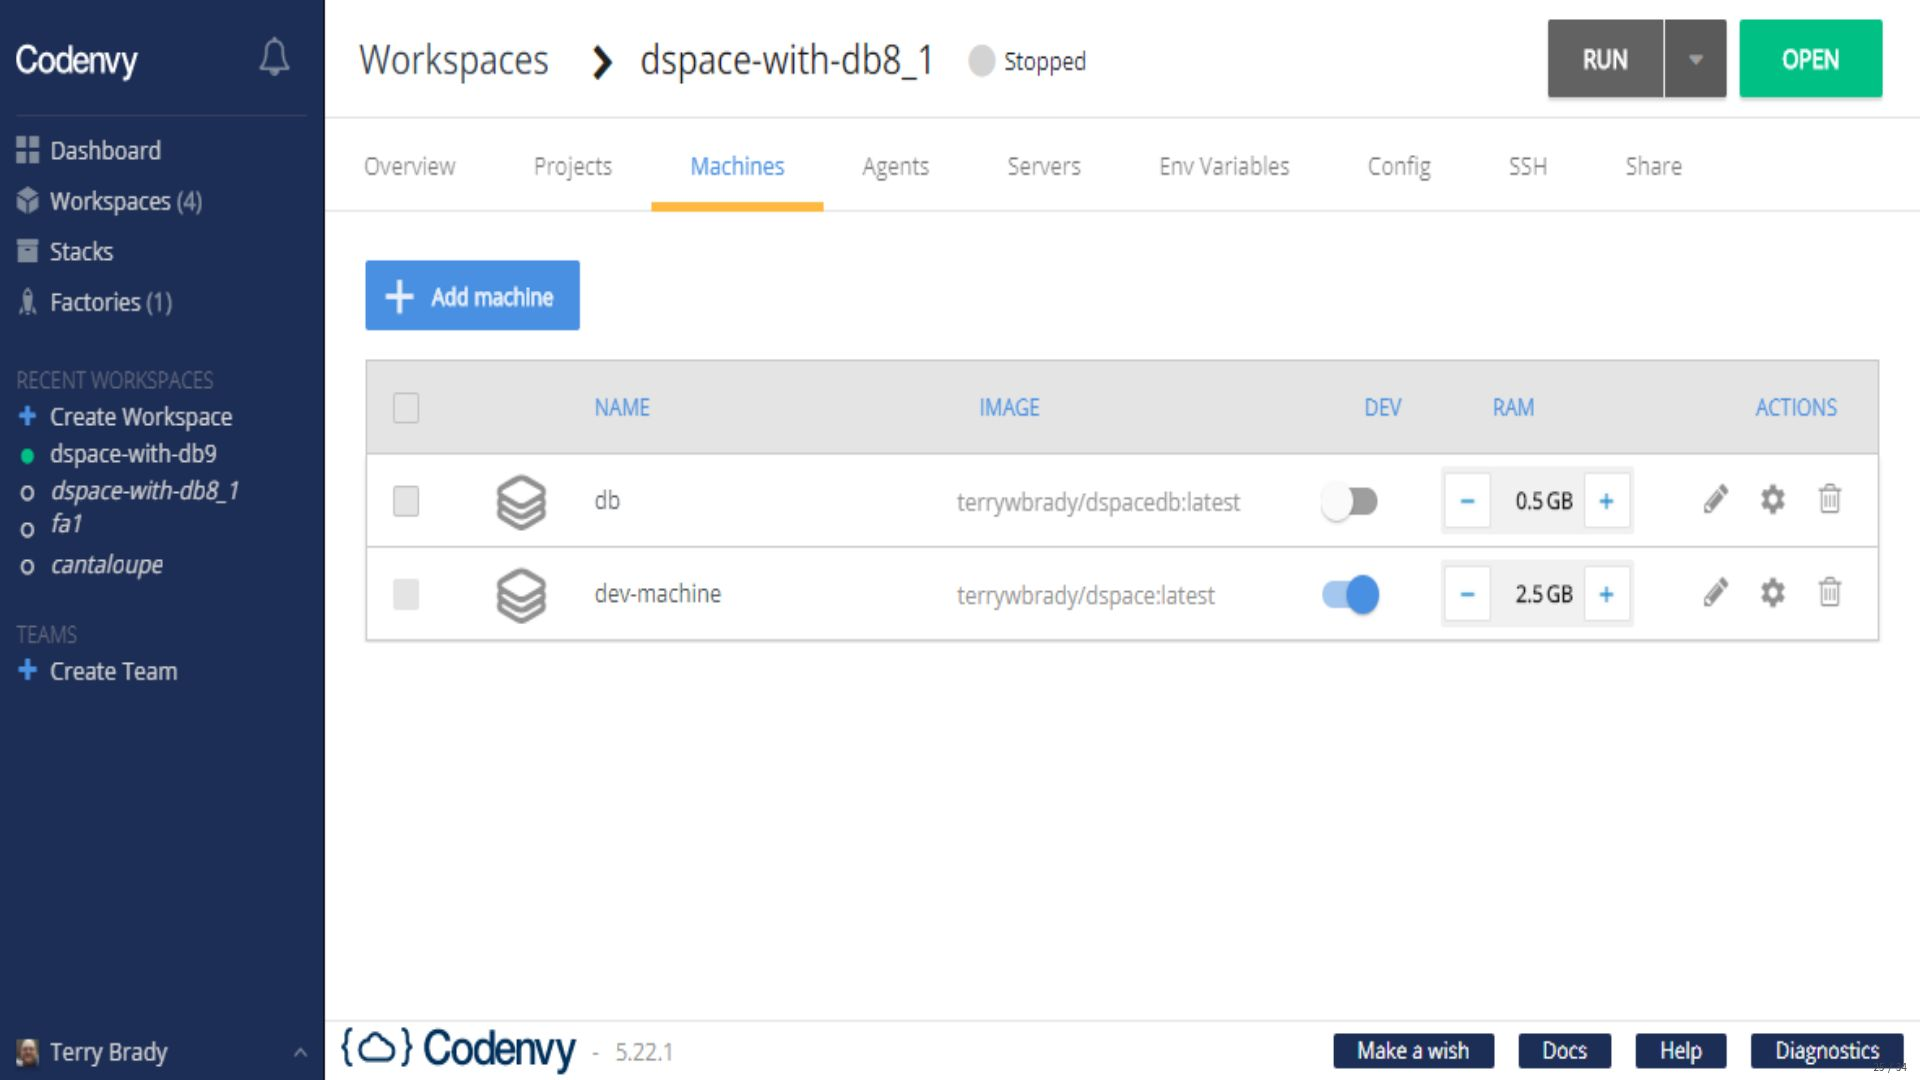 Codenvy
Dashboard
Workspaces (4)
Stacks
Factories (1)
RECENT WORKSPACES
+ Create Workspace
dspace-with-db9
dspace-with-db8_1
fa1
cantaloupe
TEAMS
+ Create Team
Terry Brady
Workspaces > dspace-with-db8_1 Stopped
RUN OPEN
Overview Projects Machines Agents Servers Env Variables Config SSH Share
+ Add machine
NAME IMAGE DEV RAM ACTIONS
db terrywbrady/dspacedb:latest - 0.5 GB +
dev-machine terrywbrady/dspace:latest - 2.5 GB +
{ } Codenvy - 5.22.1
Make a wish Docs Help Diagnostics